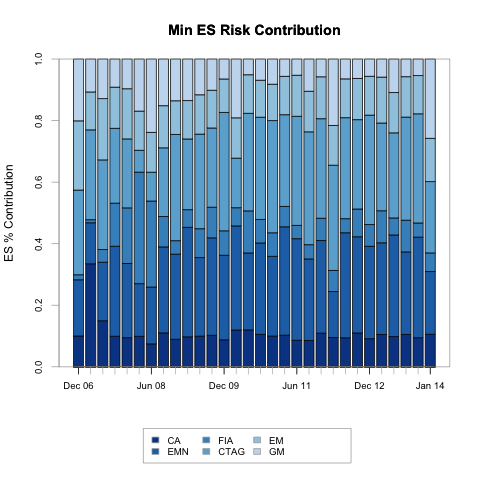 Min ES Risk Contribution
ES % Contribution
1.0
0.8
0.6
0.4
0.2
0.0
Dec 06 Jun 08 Dec 09 Jun 11 Dec 12 Jan 14
CA FIA EM
EMN CTAG GM